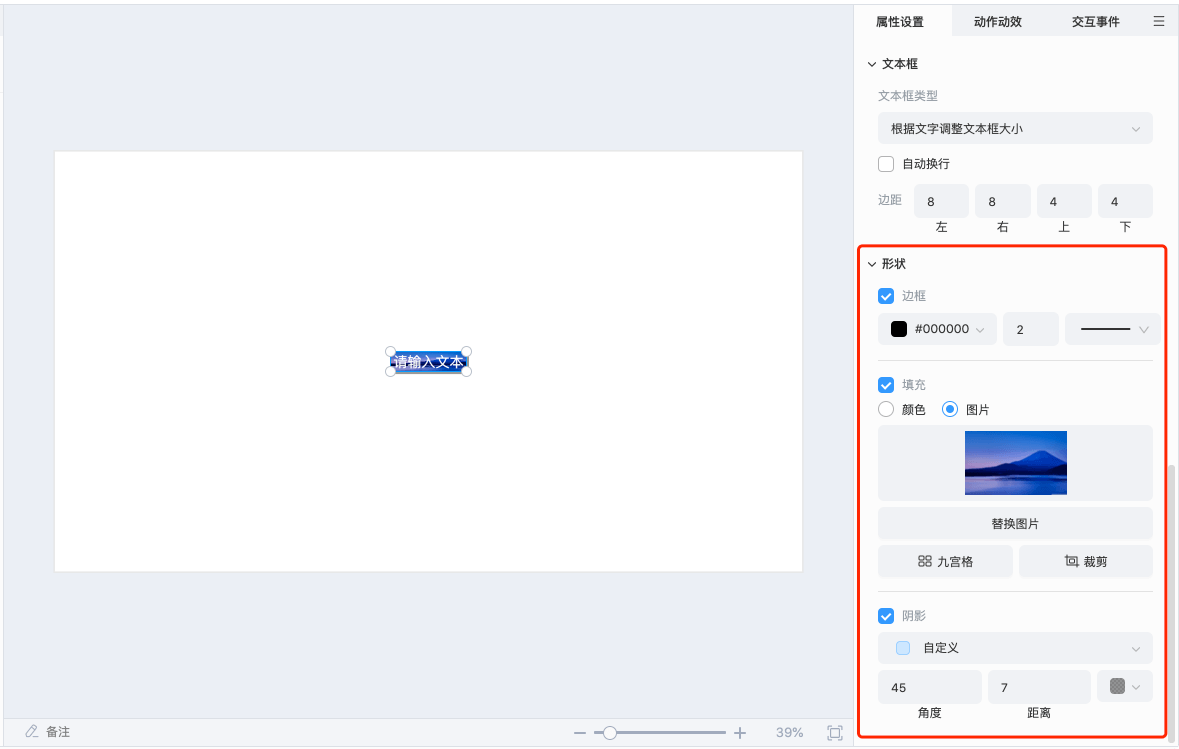 属性设置 动作动效 交互事件
文本框
文本框类型
根据文字调整文本框大小
自动换行
边距 8 8 4 4
左 右 上 下
形状
边框
#000000 2
请输入文本
填充
颜色 图片
替换图片
九宫格 裁剪
阴影
自定义
45 7
角度 距离
备注 39%